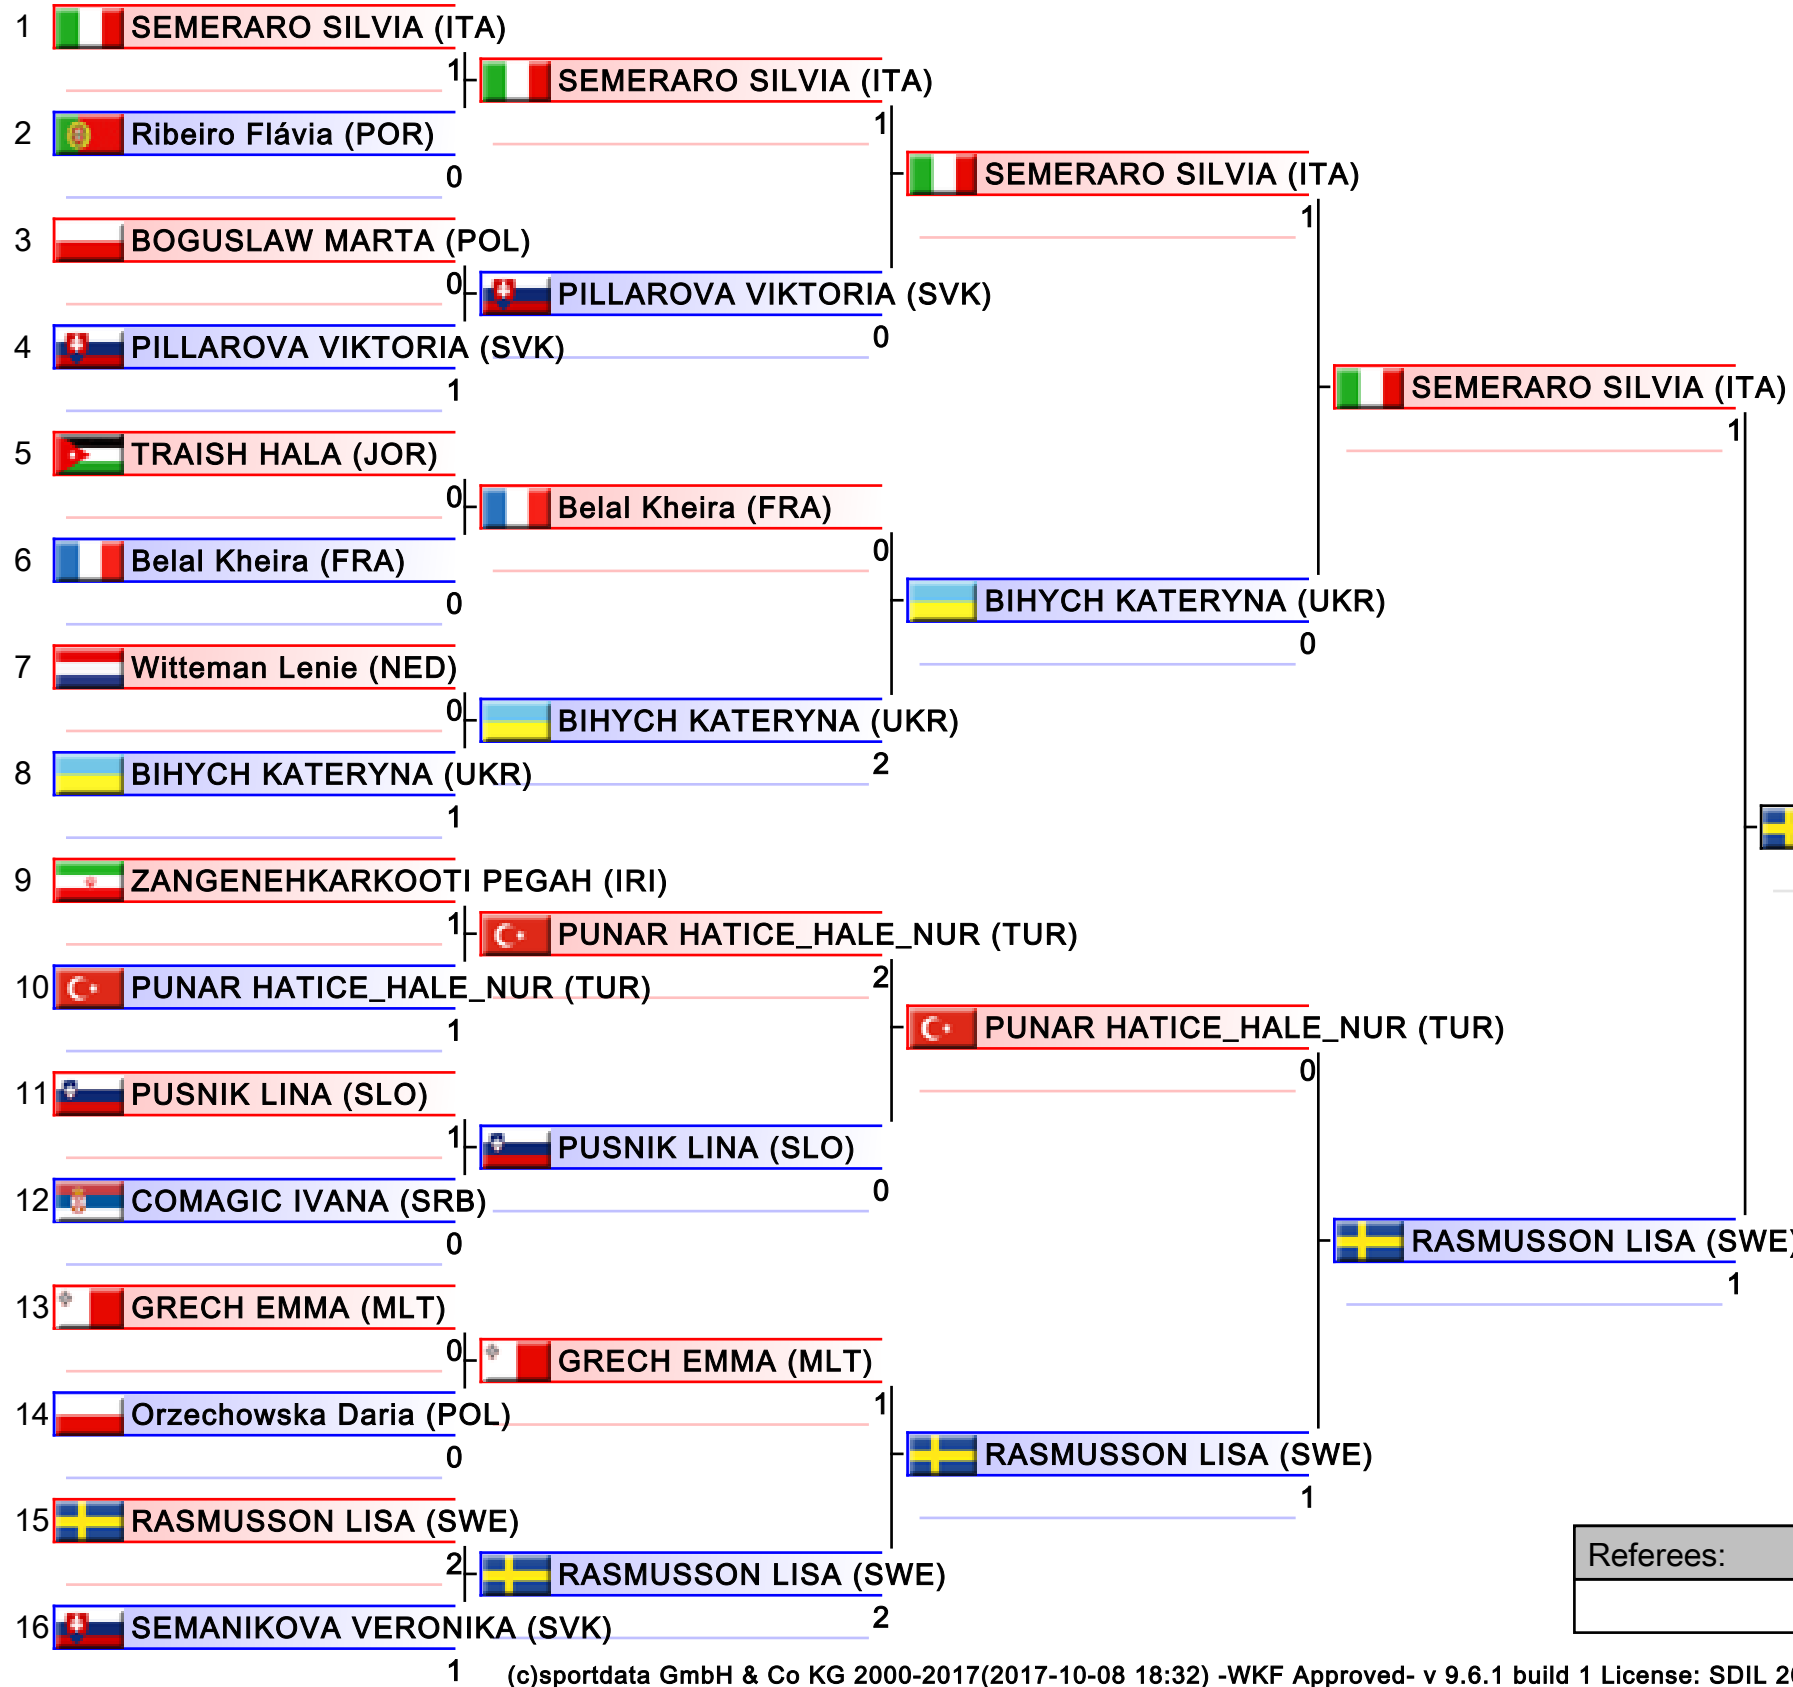 1 SEMERARO SILVIA (ITA)
1
2 Ribeiro Flávia (POR)
0
3 BOGUSLAW MARTA (POL)
0
4 PILLAROVA VIKTORIA (SVK)
1
5 TRAISH HALA (JOR)
0
6 Belal Kheira (FRA)
0
7 Witteman Lenie (NED)
0
8 BIHYCH KATERYNA (UKR)
1
9 ZANGENEHKARKOOTI PEGAH (IRI)
1
10 PUNAR HATICE_HALE_NUR (TUR)
1
11 PUSNIK LINA (SLO)
1
12 COMAGIC IVANA (SRB)
0
13 GRECH EMMA (MLT)
0
14 Orzechowska Daria (POL)
0
15 RASMUSSON LISA (SWE)
2
16 SEMANIKOVA VERONIKA (SVK)
1
SEMERARO SILVIA (ITA)
1
PILLAROVA VIKTORIA (SVK)
0
Belal Kheira (FRA)
0
BIHYCH KATERYNA (UKR)
2
PUNAR HATICE_HALE_NUR (TUR)
2
PUSNIK LINA (SLO)
0
GRECH EMMA (MLT)
1
RASMUSSON LISA (SWE)
2
SEMERARO SILVIA (ITA)
1
BIHYCH KATERYNA (UKR)
0
PUNAR HATICE_HALE_NUR (TUR)
0
RASMUSSON LISA (SWE)
1
SEMERARO SILVIA (ITA)
1
RASMUSSON LISA (SWE)
1
Referees:
(c)sportdata GmbH & Co KG 2000-2017(2017-10-08 18:32) -WKF Approved- v 9.6.1 build 1 License: SDIL